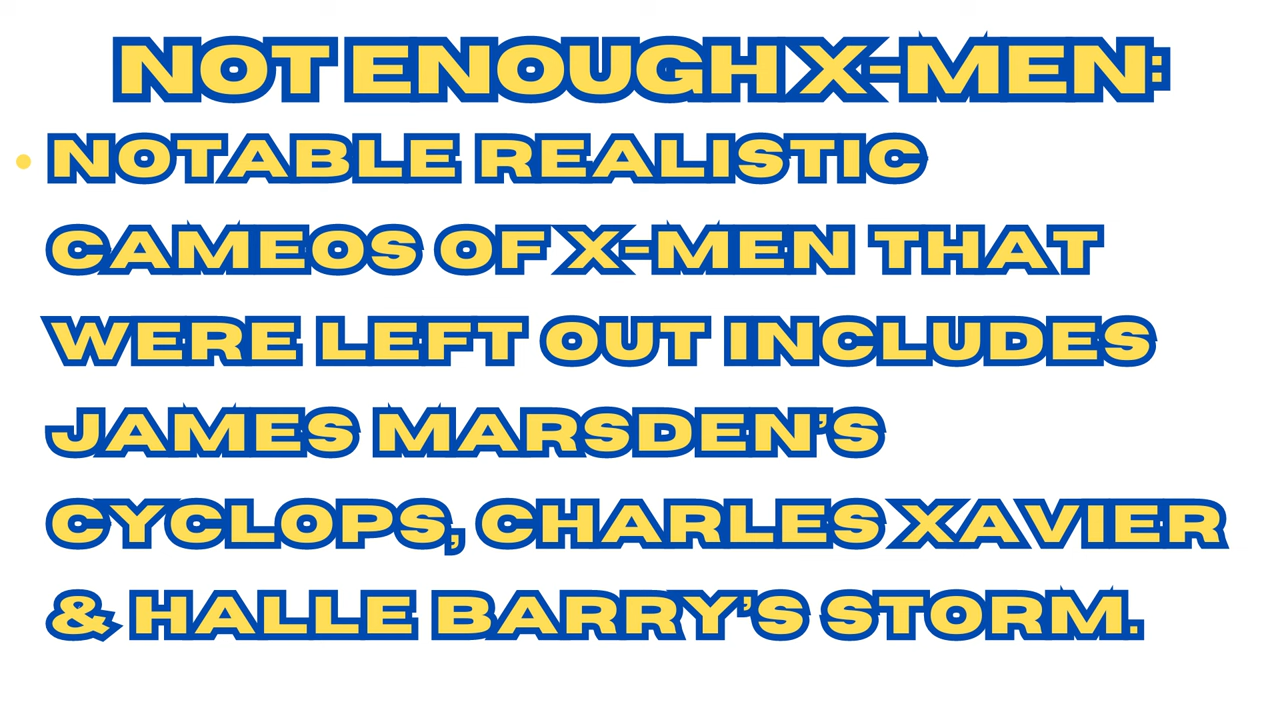 NOT ENOUGH X-MEN:
• NOTABLE REALISTIC
CAMEOS OF X-MEN THAT
WERE LEFT OUT INCLUDES
JAMES MARSDEN’S
CYCLOPS, CHARLES XAVIER
& HALLE BARRY’S STORM.